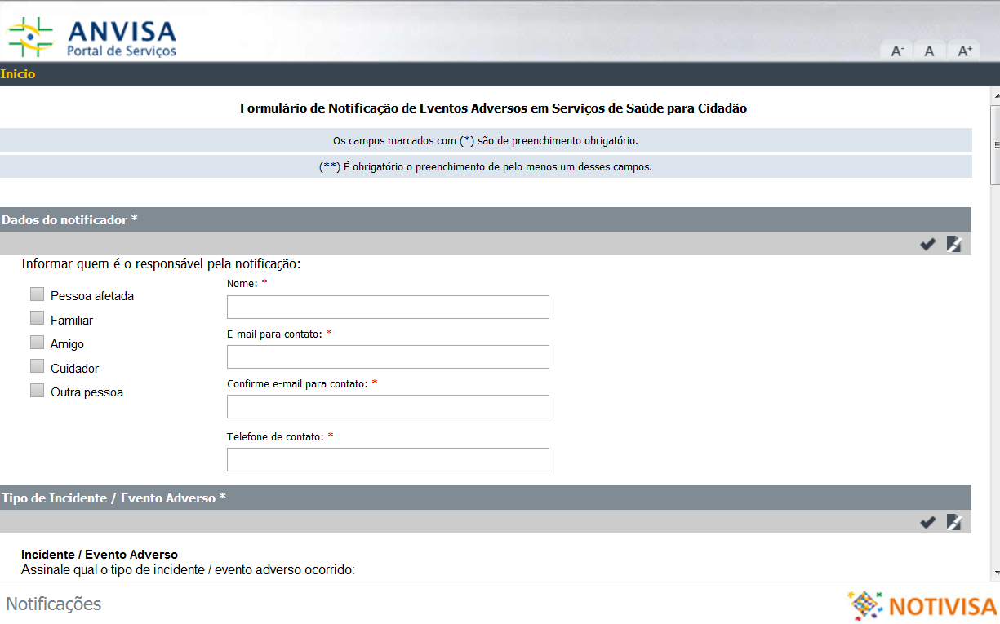 ANVISA
Portal de Serviços
A- A A+
Inicio
Formulário de Notificação de Eventos Adversos em Serviços de Saúde para Cidadão
Os campos marcados com (*) são de preenchimento obrigatório.
(**) É obrigatório o preenchimento de pelo menos um desses campos.
Dados do notificador *
Informar quem é o responsável pela notificação:
Pessoa afetada
Familiar
Amigo
Cuidador
Outra pessoa
Nome: *
E-mail para contato: *
Confirme e-mail para contato: *
Telefone de contato: *
Tipo de Incidente / Evento Adverso *
Incidente / Evento Adverso
Assinale qual o tipo de incidente / evento adverso ocorrido:
Notificações
NOTIVISA